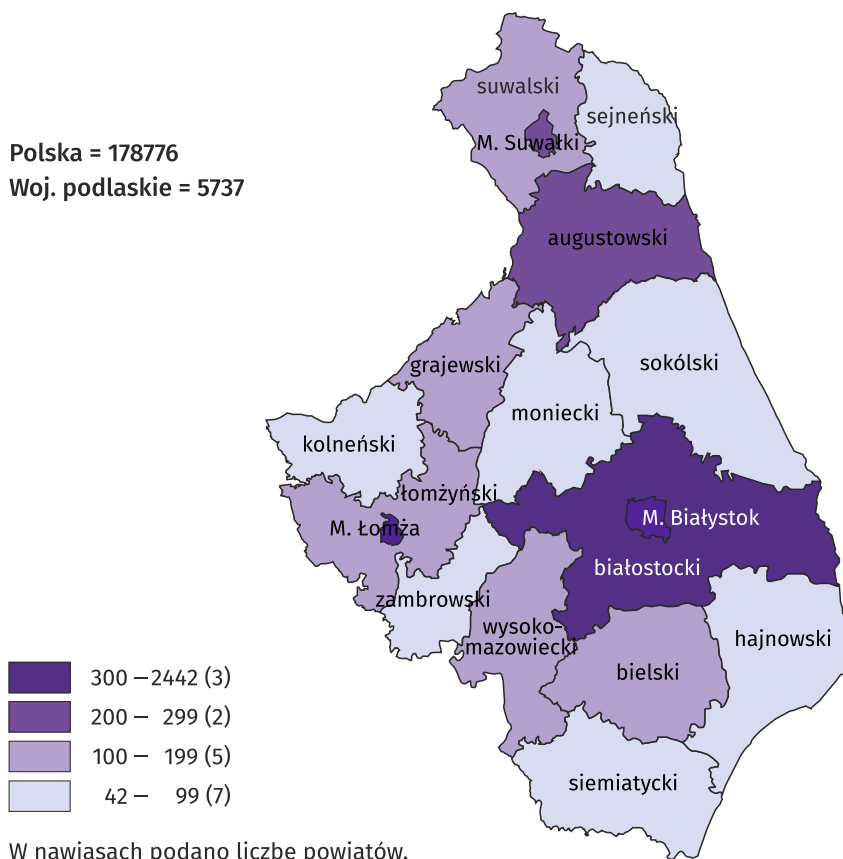 suwalski
sejneński
M. Suwałki
Polska = 178776
Woj. podlaskie = 5737
augustowski
grajewski
sokólski
moniecki
kolneński
łomżyński
M. Łomża
M. Białystok
białostocki
zambrowski
wysoko-
mazowiecki
hajnowski
bielski
siemiatycki
300 – 2442 (3)
200 – 299 (2)
100 – 199 (5)
42 – 99 (7)
W nawiasach podano liczbę powiatów.